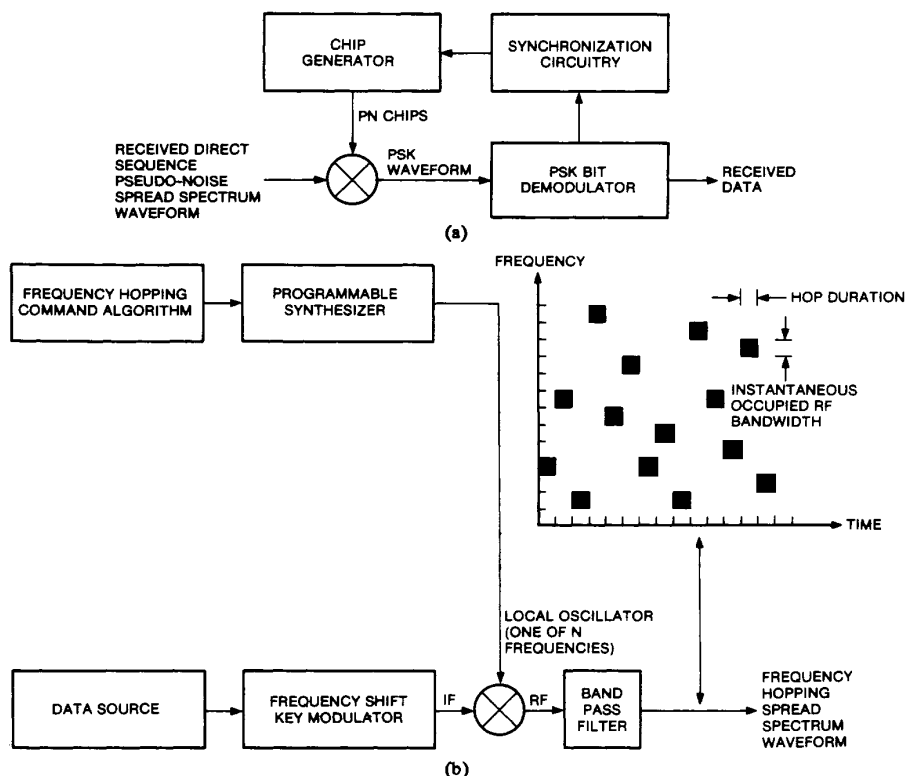 CHIP
GENERATOR
SYNCHRONIZATION
CIRCUITRY
PN CHIPS
RECEIVED DIRECT
SEQUENCE
PSEUDO-NOISE
SPREAD SPECTRUM
WAVEFORM
PSK
WAVEFORM
PSK BIT
DEMODULATOR
RECEIVED
DATA
(a)
FREQUENCY HOPPING
COMMAND ALGORITHM
PROGRAMMABLE
SYNTHESIZER
FREQUENCY
HOP DURATION
INSTANTANEOUS
OCCUPIED RF
BANDWIDTH
TIME
LOCAL OSCILLATOR
(ONE OF N
FREQUENCIES)
DATA SOURCE
FREQUENCY SHIFT
KEY MODULATOR
IF
RF
BAND
PASS
FILTER
FREQUENCY
HOPPING
SPREAD
SPECTRUM
WAVEFORM
(b)